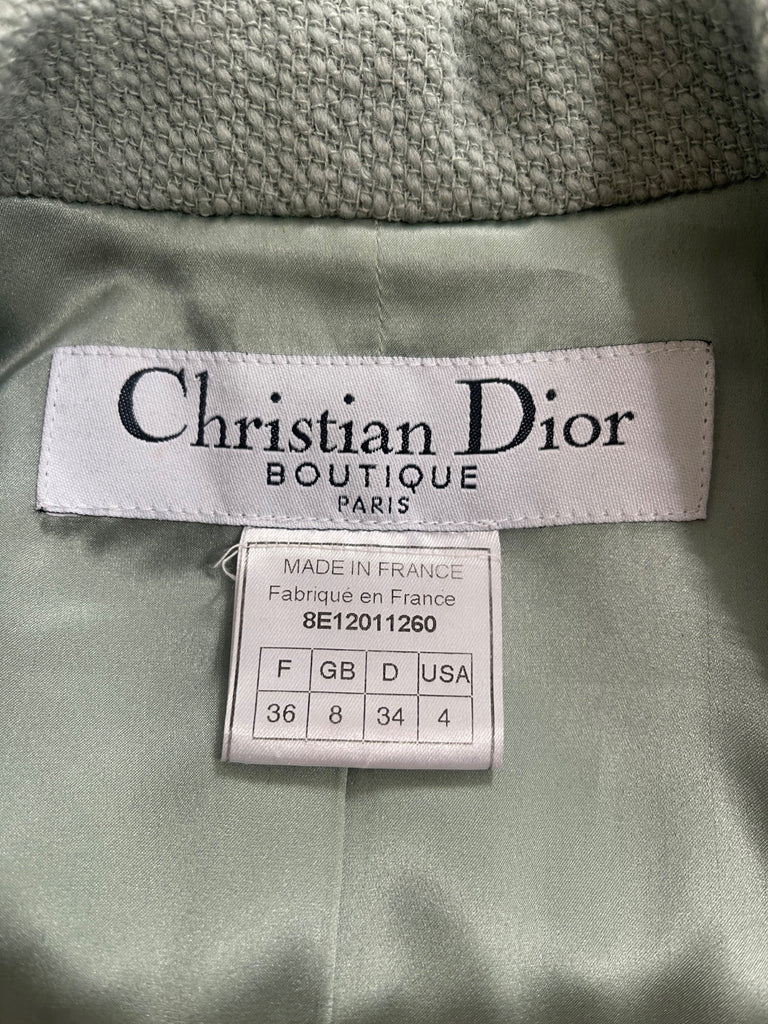 Christian Dior
BOUTIQUE
PARIS
MADE IN FRANCE
Fabriqué en France
8E12011260
F GB D USA
36 8 34 4